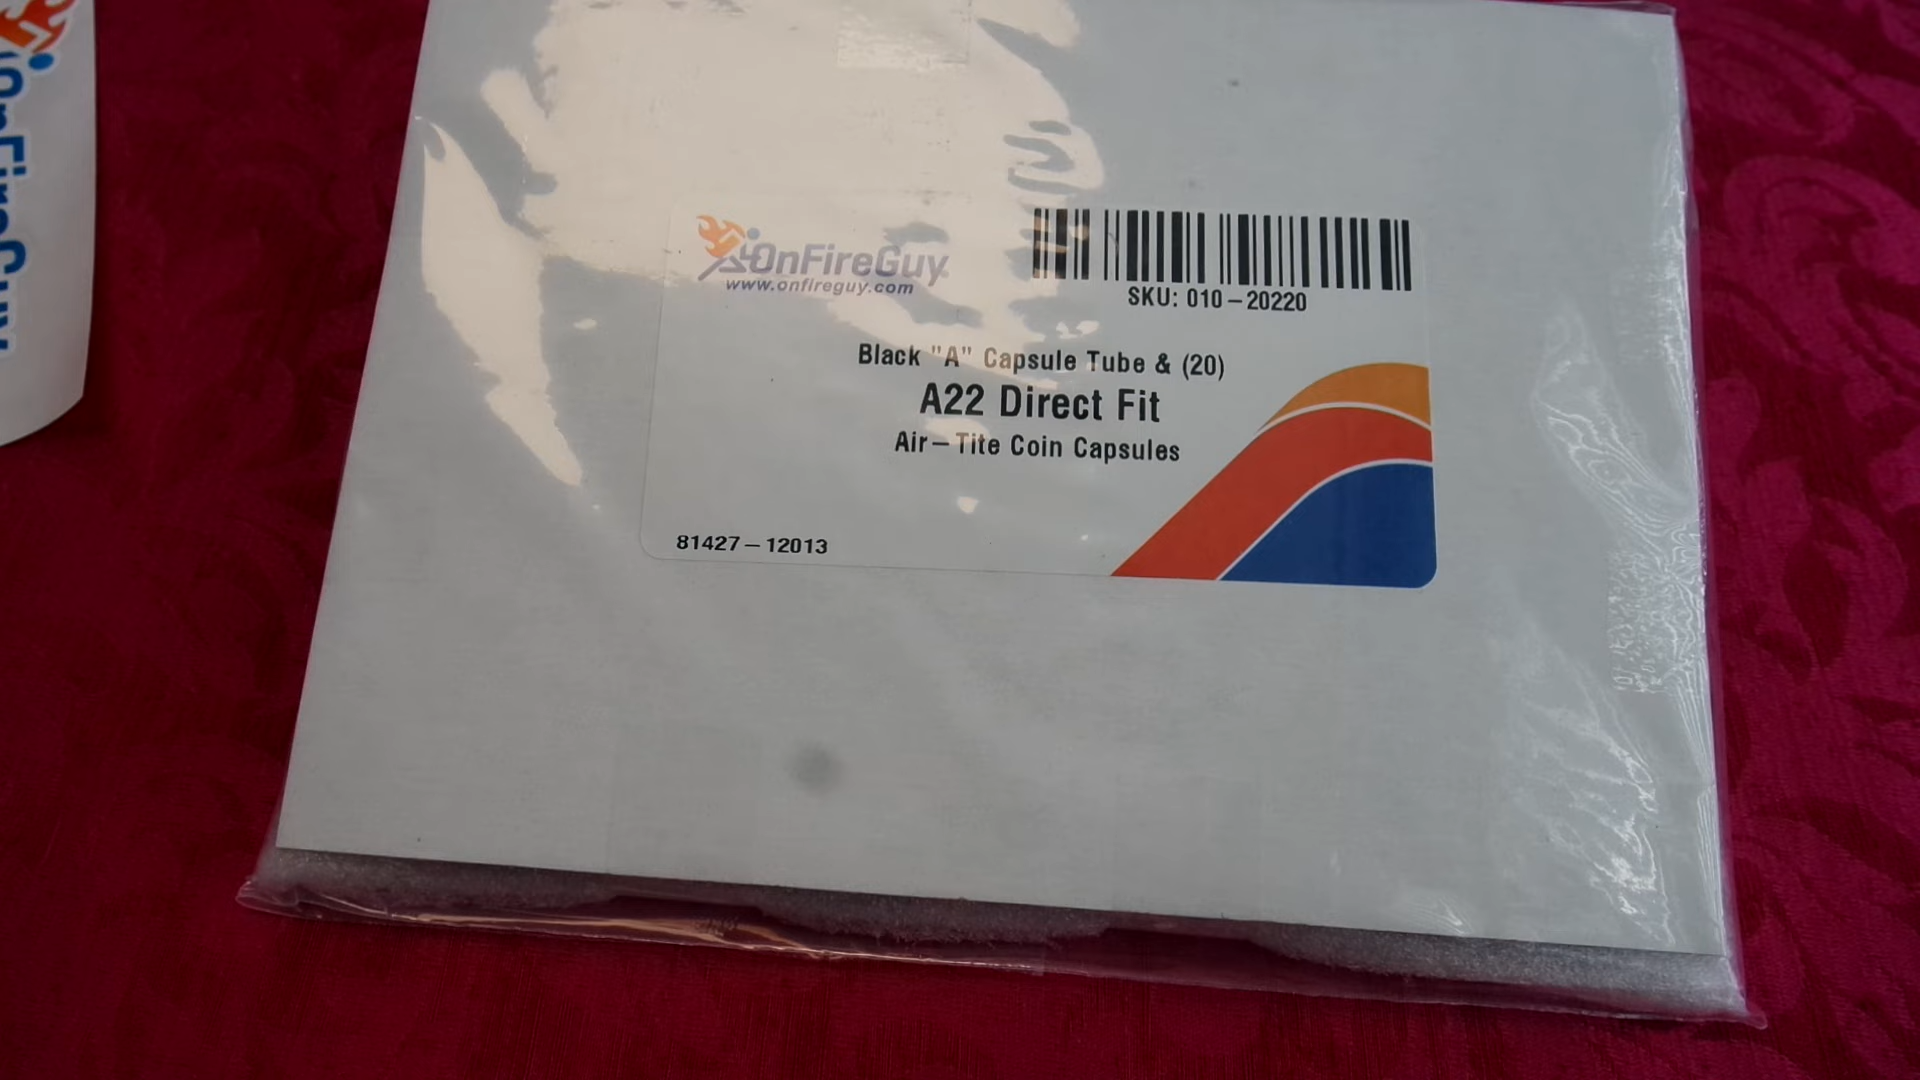 OnFireGuy
OnFireGuy
www.onfireguy.com
SKU: 010-20220
Black "A" Capsule Tube & (20)
A22 Direct Fit
Air-Tite Coin Capsules
81427-12013